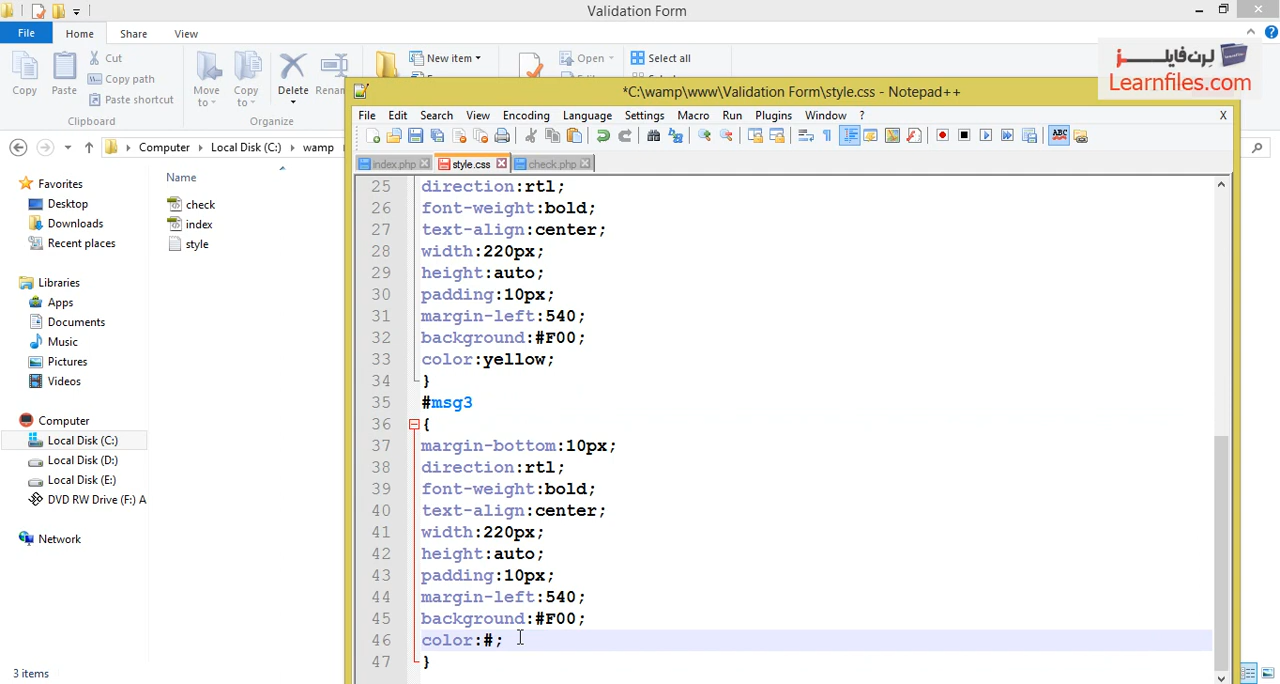 Validation Form
File Home Share View
Cut
Copy path
Paste shortcut
Copy Paste
Clipboard
Move to
Copy to
Delete
Organize
New item
Open
Select all
لرن‌فایلز
Learnfiles.com
*C:\wamp\www\Validation Form\style.css - Notepad++
File Edit Search View Encoding Language Settings Macro Run Plugins Window ? X
index.php style.css check.php
Computer Local Disk (C:) wamp
Favorites
Desktop
Downloads
Recent places
Libraries
Apps
Documents
Music
Pictures
Videos
Computer
Local Disk (C:)
Local Disk (D:)
Local Disk (E:)
DVD RW Drive (F:) A
Network
Name
check
index
style
25 direction:rtl;
26 font-weight:bold;
27 text-align:center;
28 width:220px;
29 height:auto;
30 padding:10px;
31 margin-left:540;
32 background:#F00;
33 color:yellow;
34 }
35 #msg3
36 {
37 margin-bottom:10px;
38 direction:rtl;
39 font-weight:bold;
40 text-align:center;
41 width:220px;
42 height:auto;
43 padding:10px;
44 margin-left:540;
45 background:#F00;
46 color:#;
47 }
3 items